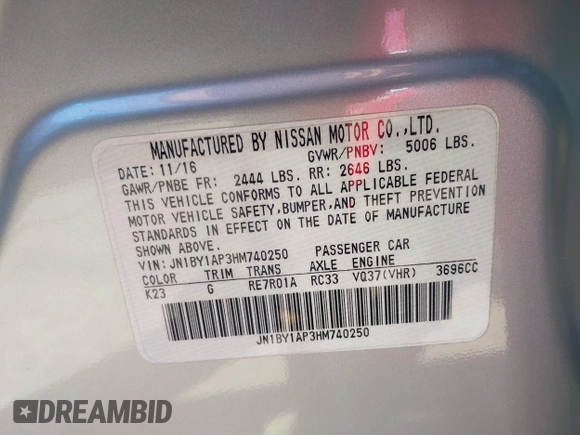 MANUFACTURED BY NISSAN MOTOR CO.,LTD.
DATE: 11/16 GVWR/PNBV: 5006 LBS.
GAWR/PNBE FR: 2444 LBS. RR: 2646 LBS.
THIS VEHICLE CONFORMS TO ALL APPLICABLE FEDERAL
MOTOR VEHICLE SAFETY,BUMPER,AND THEFT PREVENTION
STANDARDS IN EFFECT ON THE DATE OF MANUFACTURE
SHOWN ABOVE.
VIN: JN1BY1AP3HM740250 PASSENGER CAR
COLOR TRIM TRANS AXLE ENGINE
K23 G RE7R01A RC33 VQ37(VHR) 3696CC
JN1BY1AP3HM740250
DREAMBID